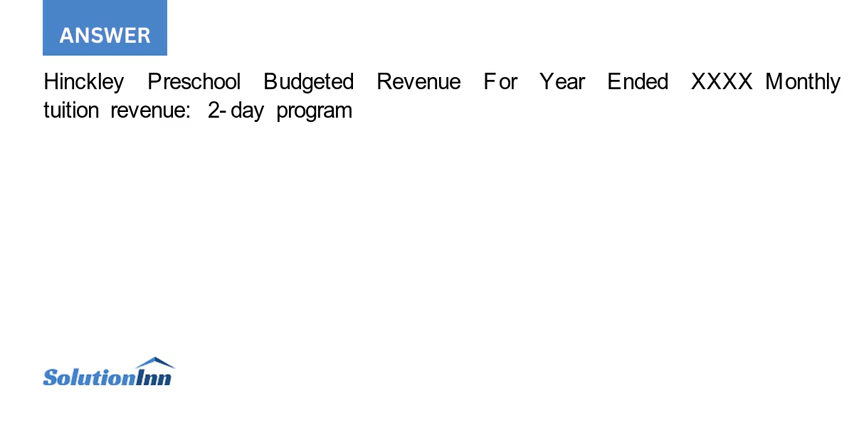 ANSWER
Hinckley Preschool Budgeted Revenue For Year Ended XXXX Monthly
tuition revenue: 2- day program
SolutionInn